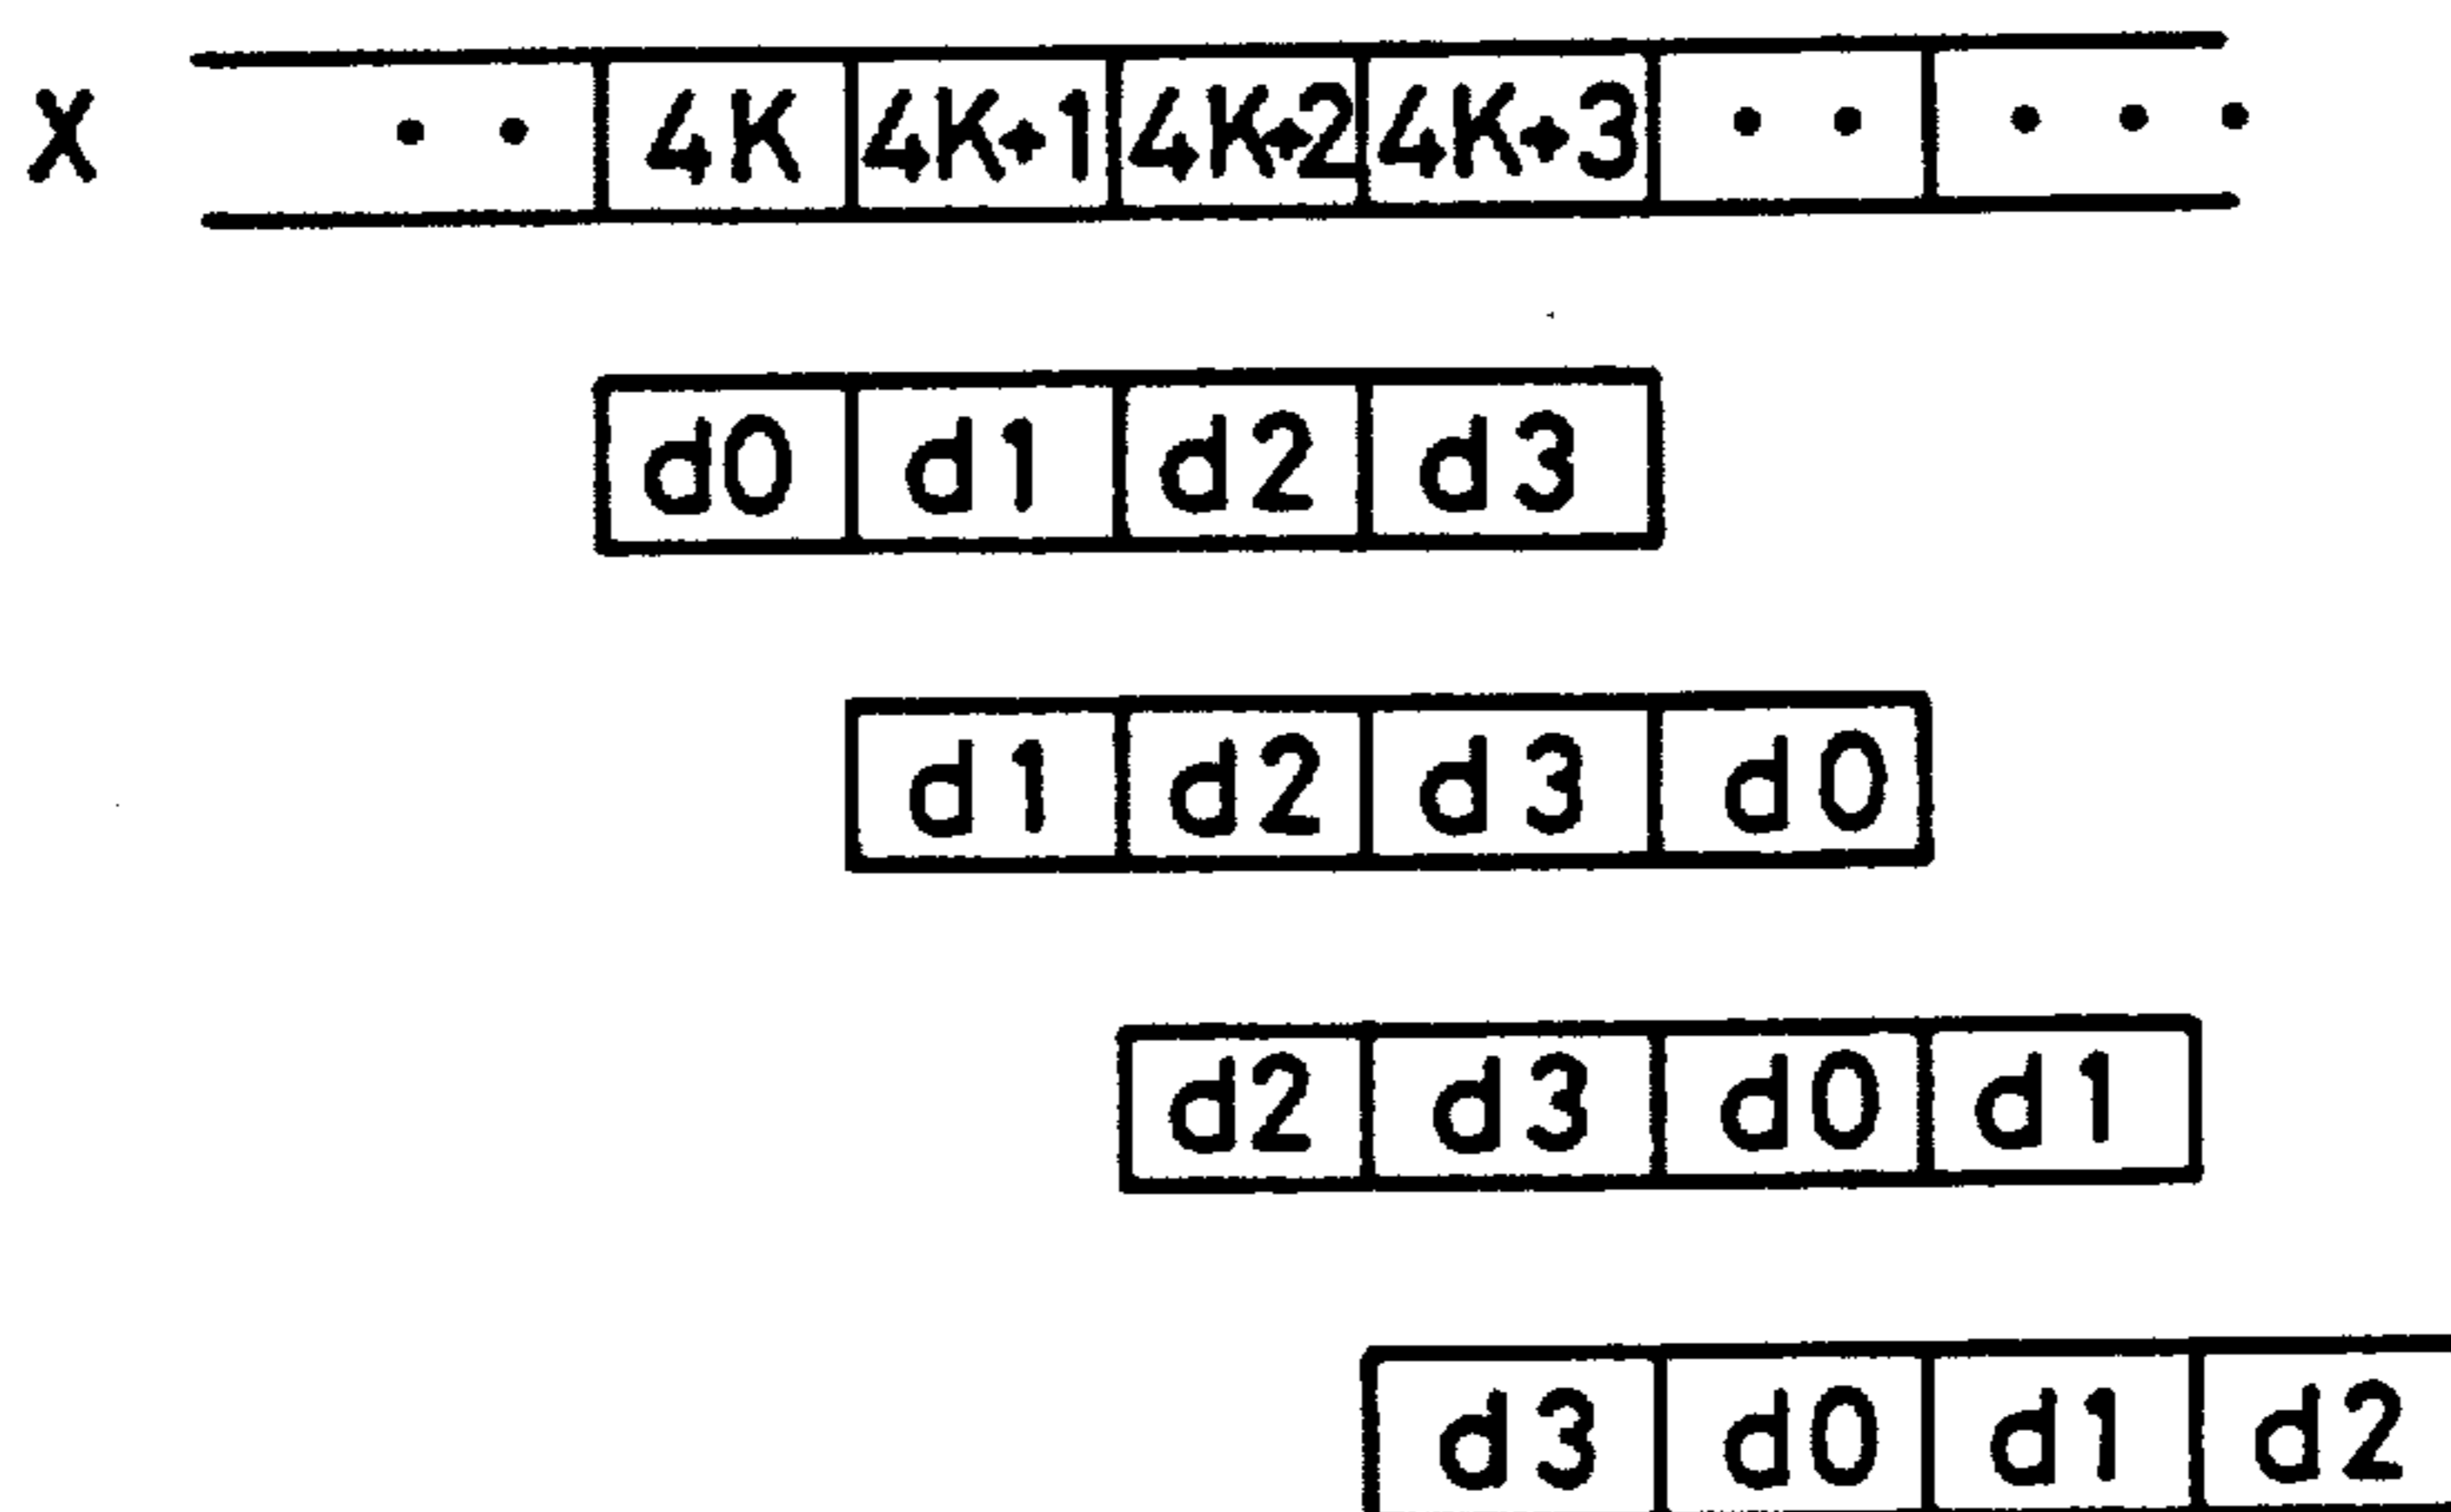 X • • 4K 4K+1 4K+2 4K+3 • • • • •
d0 d1 d2 d3
d1 d2 d3 d0
d2 d3 d0 d1
d3 d0 d1 d2